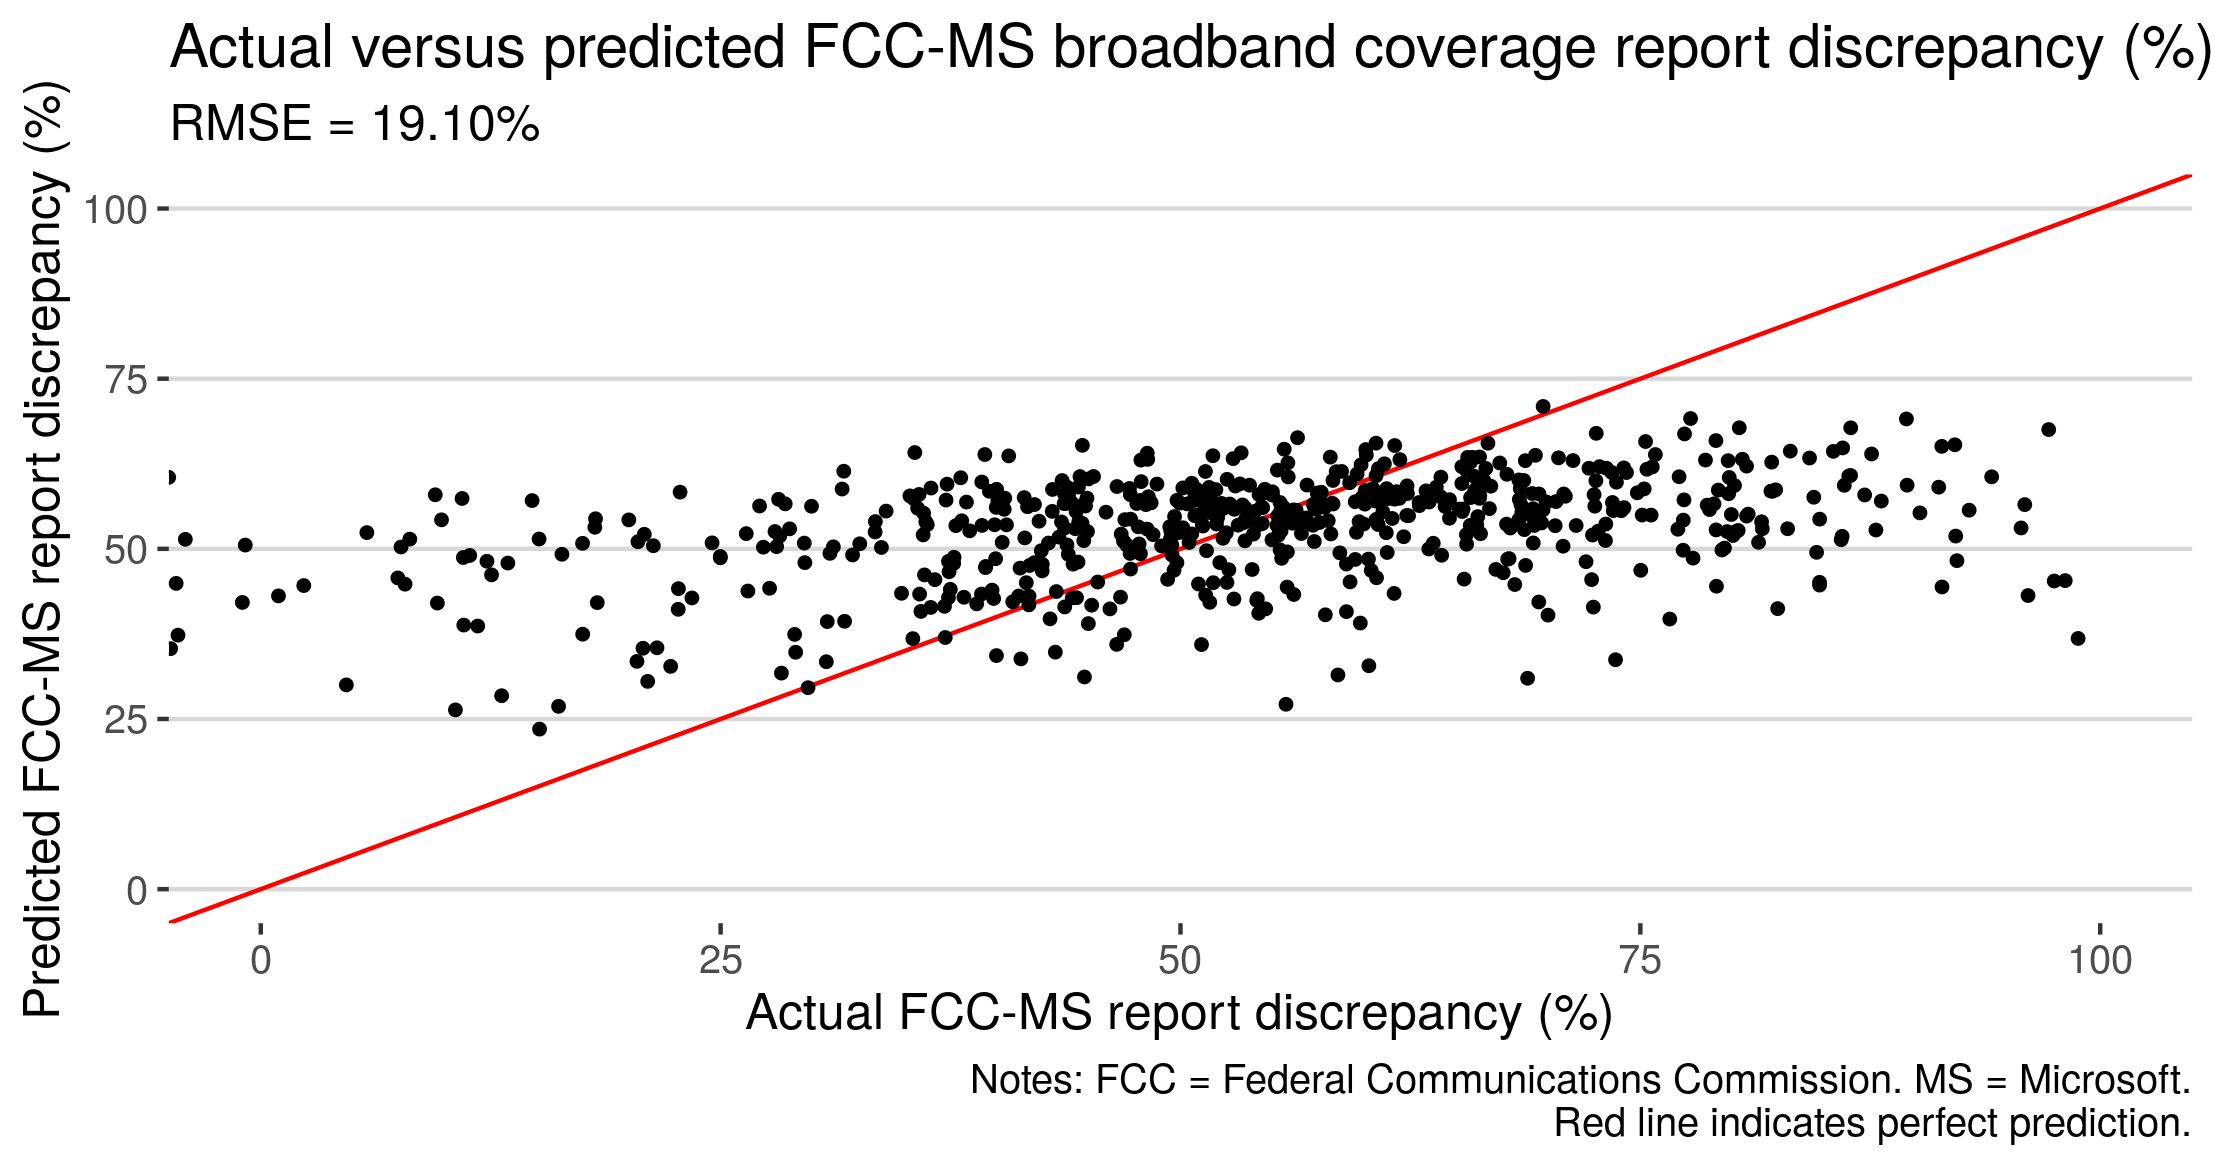 Actual versus predicted FCC-MS broadband coverage report discrepancy (%)
RMSE = 19.10%
Predicted FCC-MS report discrepancy (%)
100
75
50
25
0
0
25
50
75
100
Actual FCC-MS report discrepancy (%)
Notes: FCC = Federal Communications Commission. MS = Microsoft.
Red line indicates perfect prediction.